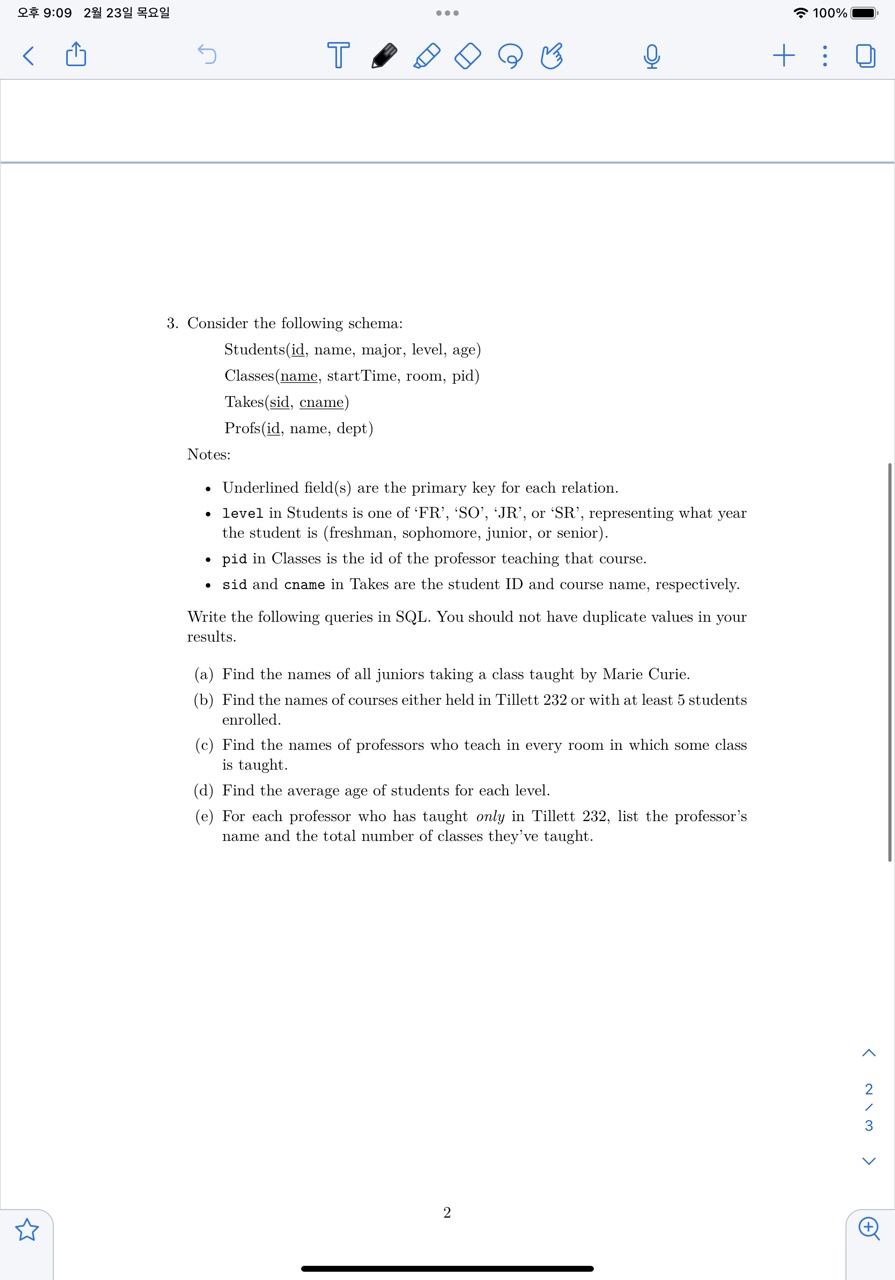 오후 9:09 2월 23일 목요일
100%
3. Consider the following schema:
Students(id, name, major, level, age)
Classes(name, startTime, room, pid)
Takes(sid, cname)
Profs(id, name, dept)
Notes:
• Underlined field(s) are the primary key for each relation.
• level in Students is one of ‘FR’, ‘SO’, ‘JR’, or ‘SR’, representing what year
the student is (freshman, sophomore, junior, or senior).
• pid in Classes is the id of the professor teaching that course.
• sid and cname in Takes are the student ID and course name, respectively.
Write the following queries in SQL. You should not have duplicate values in your
results.
(a) Find the names of all juniors taking a class taught by Marie Curie.
(b) Find the names of courses either held in Tillett 232 or with at least 5 students
enrolled.
(c) Find the names of professors who teach in every room in which some class
is taught.
(d) Find the average age of students for each level.
(e) For each professor who has taught only in Tillett 232, list the professor’s
name and the total number of classes they’ve taught.
2
/
3
2